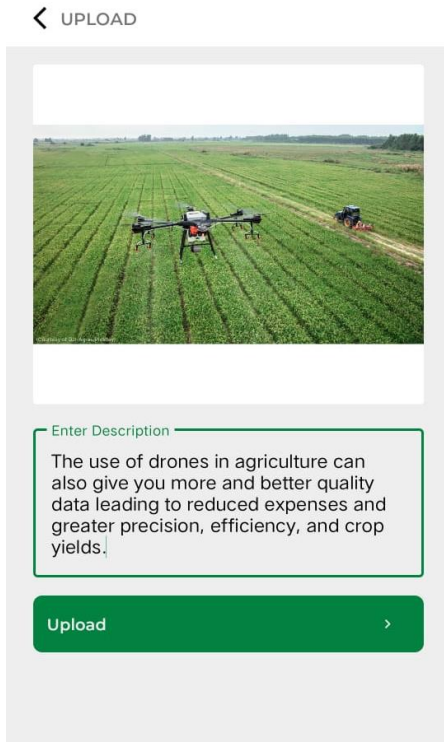 UPLOAD
Enter Description
The use of drones in agriculture can
also give you more and better quality
data leading to reduced expenses and
greater precision, efficiency, and crop
yields.
Upload